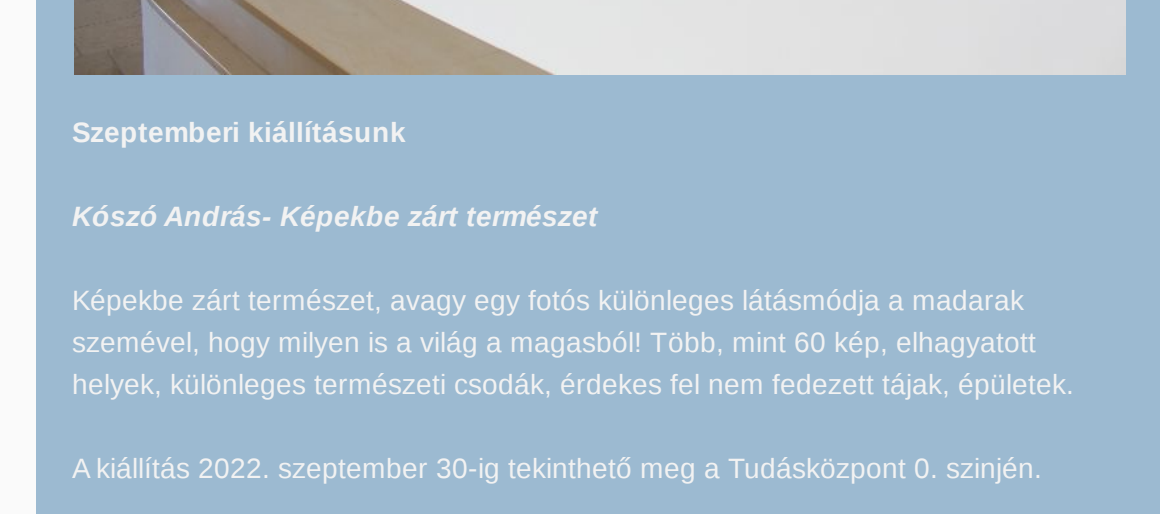 Szeptemberi kiállításunk
Kószó András- Képekbe zárt természet
Képekbe zárt természet, avagy egy fotós különleges látásmódja a madarak
szemével, hogy milyen is a világ a magasból! Több, mint 60 kép, elhagyatott
helyek, különleges természeti csodák, érdekes fel nem fedezett tájak, épületek.
A kiállítás 2022. szeptember 30-ig tekinthető meg a Tudásközpont 0. szinjén.